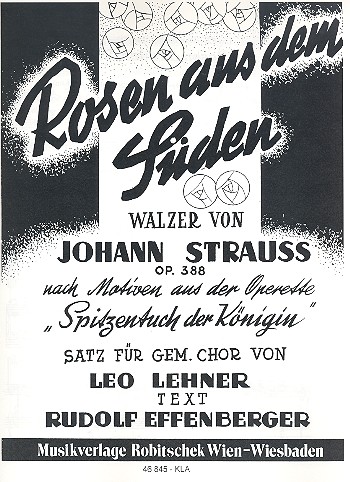 Rosen aus dem
Süden
WALZER VON
JOHANN STRAUSS
OP. 388
nach Motiven aus der Operette
„Spitzentuch der Königin"
SATZ FÜR GEM. CHOR VON
LEO LEHNER
TEXT
RUDOLF EFFENBERGER
Musikverlage Robitschek Wien-Wiesbaden
46 845 - KLA